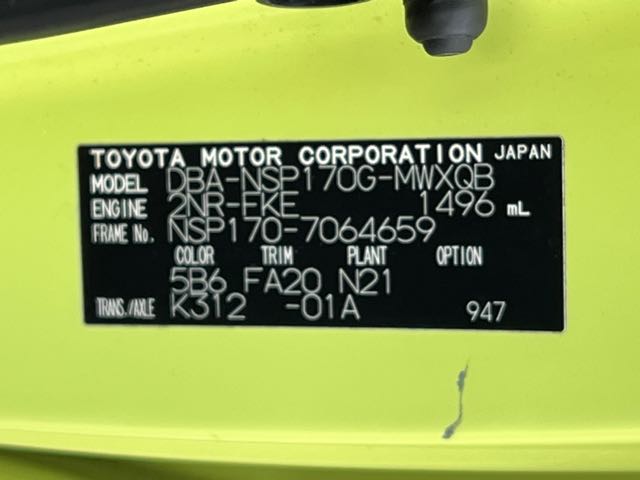 TOYOTA MOTOR CORPORATION JAPAN
MODEL DBA-NSP170G-MWXQB
ENGINE 2NR-FKE 1496 mL
FRAME No. NSP170-7064659
COLOR TRIM PLANT OPTION
5B6 FA20 N21
TRANS./AXLE K312 -01A 947